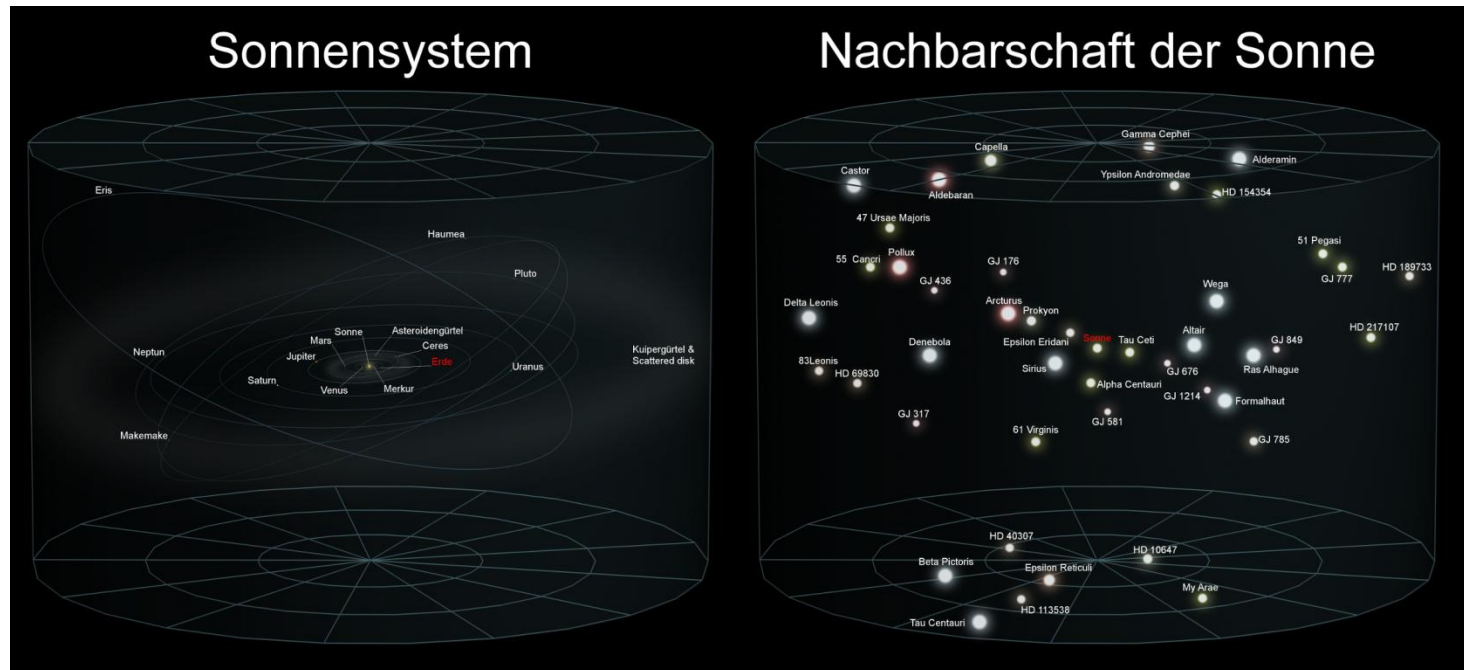 Sonnensystem
Eris
Haumea
Pluto
Sonne
Asteroidengürtel
Mars
Ceres
Neptun
Jupiter
Erde
Kuipergürtel &
Scattered disk
Uranus
Saturn
Venus
Merkur
Makemake
Nachbarschaft der Sonne
Gamma Cephei
Capella
Alderamin
Castor
Ypsilon Andromedae
Aldebaran
HD 154354
47 Ursae Majoris
51 Pegasi
55 Cancri
Pollux
GJ 176
GJ 777
HD 189733
GJ 436
Wega
Delta Leonis
Arcturus
Prokyon
HD 217107
Altair
Epsilon Eridani
Sonne
Tau Ceti
GJ 849
Denebola
Sirius
GJ 676
Ras Alhague
83Leonis
HD 69830
Alpha Centauri
GJ 1214
Formalhaut
GJ 317
GJ 581
61 Virginis
GJ 785
HD 40307
HD 10647
Beta Pictoris
Epsilon Reticuli
My Arae
HD 113538
Tau Centauri